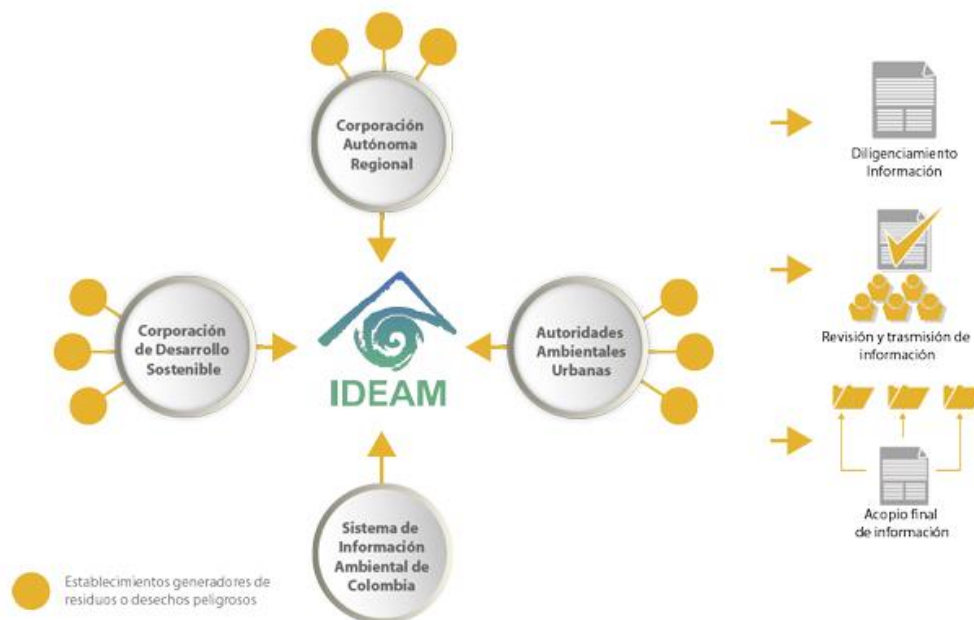 Corporación
Autónoma
Regional
Corporación
de Desarrollo
Sostenible
IDEAM
Autoridades
Ambientales
Urbanas
Sistema de
Información
Ambiental de
Colombia
Establecimientos generadores de
residuos o desechos peligrosos
Diligenciamiento
Información
Revisión y trasmisión de
información
Acopio final
de información